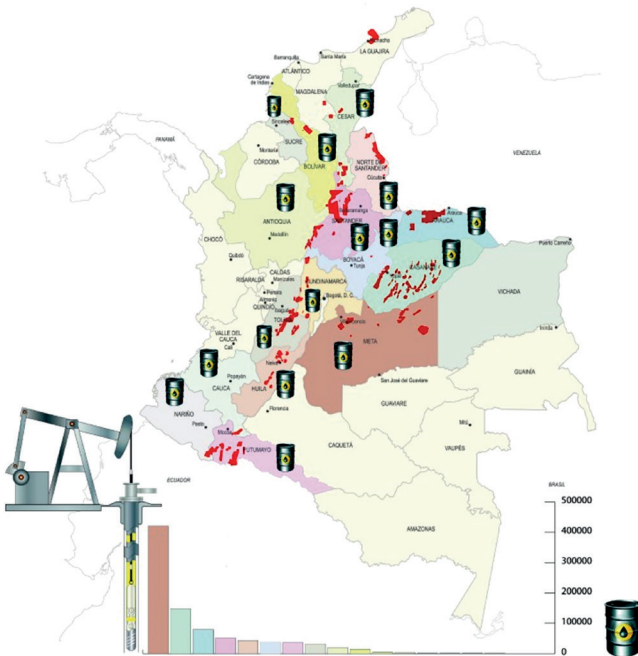 Riohacha
LA GUAJIRA
Santa Marta
Barranquilla
ATLÁNTICO
MAGDALENA
Valledupar
Cartagena
de Indias
CESAR
Sincelejo
SUCRE
PANAMÁ
Montería
CÓRDOBA
BOLÍVAR
NORTE DE
SANTANDER
Cúcuta
VENEZUELA
ANTIOQUIA
Bucaramanga
SANTANDER
Arauca
ARAUCA
Medellín
CHOCÓ
Quibdó
BOYACÁ
Tunja
CASANARE
Puerto Carreño
CALDAS
Manizales
RISARALDA
Pereira
Armenia
QUINDÍO
Ibagué
TOLIMA
CUNDINAMARCA
Bogotá, D. C.
VICHADA
VALLE DEL
CAUCA
Cali
META
Inírida
Neiva
HUILA
San José del Guaviare
GUAINÍA
Popayán
CAUCA
GUAVIARE
Florencia
NARIÑO
Pasto
Mocoa
PUTUMAYO
CAQUETÁ
Mitú
VAUPÉS
ECUADOR
BRASIL
AMAZONAS
500000
400000
300000
200000
100000
0